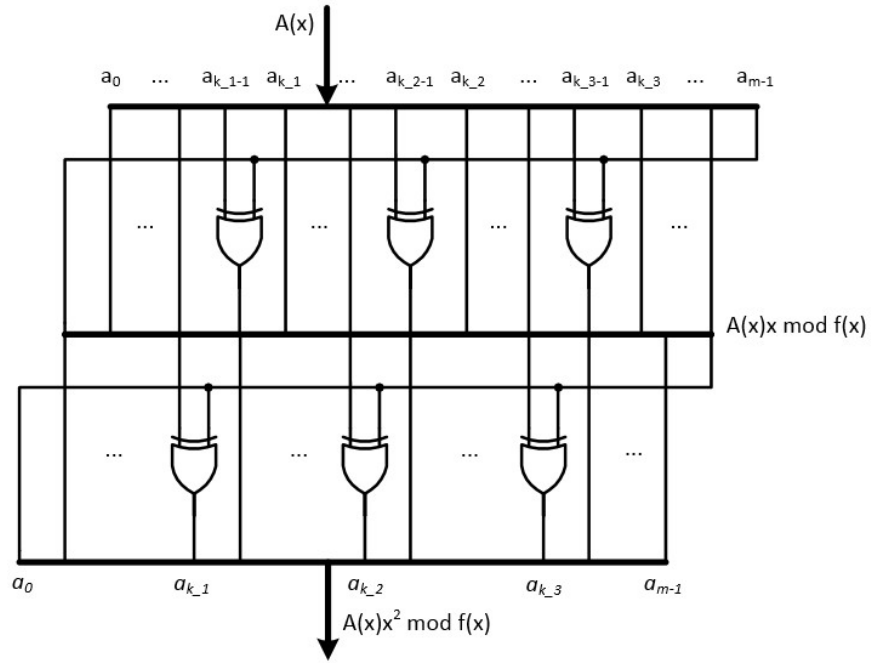 A(x)
a₀ ... aₖ_₁₋₁ aₖ_₁ ... aₖ_₂₋₁ aₖ_₂ ... aₖ_₃₋₁ aₖ_₃ ... aₘ₋₁
... ... ... ...
A(x)x mod f(x)
... ... ... ...
a₀ aₖ_₁ aₖ_₂ aₖ_₃ aₘ₋₁
A(x)x² mod f(x)